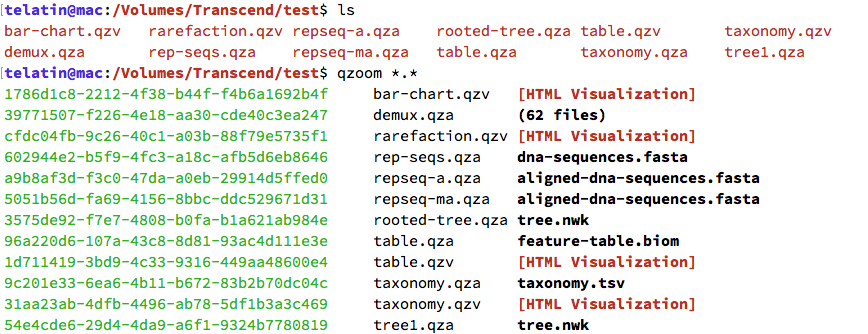 telatin@mac:/Volumes/Transcend/test$ ls
bar-chart.qzv rarefaction.qzv repseq-a.qza rooted-tree.qza table.qzv taxonomy.qzv
demux.qza rep-seqs.qza repseq-ma.qza table.qza taxonomy.qza tree1.qza
telatin@mac:/Volumes/Transcend/test$ qzoom *.*
1786d1c8-2212-4f38-b44f-f4b6a1692b4f bar-chart.qzv [HTML Visualization]
39771507-f226-4e18-aa30-cde40c3ea247 demux.qza (62 files)
cfdc04fb-9c26-40c1-a03b-88f79e5735f1 rarefaction.qzv [HTML Visualization]
602944e2-b5f9-4fc3-a18c-afb5d6eb8646 rep-seqs.qza dna-sequences.fasta
a9b8af3d-f3c0-47da-a0eb-29914d5ffed0 repseq-a.qza aligned-dna-sequences.fasta
5051b56d-fa69-4156-8bbc-ddc529671d31 repseq-ma.qza aligned-dna-sequences.fasta
3575de92-f7e7-4808-b0fa-b1a621ab984e rooted-tree.qza tree.nwk
96a220d6-107a-43c8-8d81-93ac4d111e3e table.qza feature-table.biom
1d711419-3bd9-4c33-9316-449aa48600e4 table.qzv [HTML Visualization]
9c201e33-6ea6-4b11-b672-83b2b70dc04c taxonomy.qza taxonomy.tsv
31aa23ab-4dfb-4496-ab78-5df1b3a3c469 taxonomy.qzv [HTML Visualization]
54e4cde6-29d4-4da9-a6f1-9324b7780819 tree1.qza tree.nwk